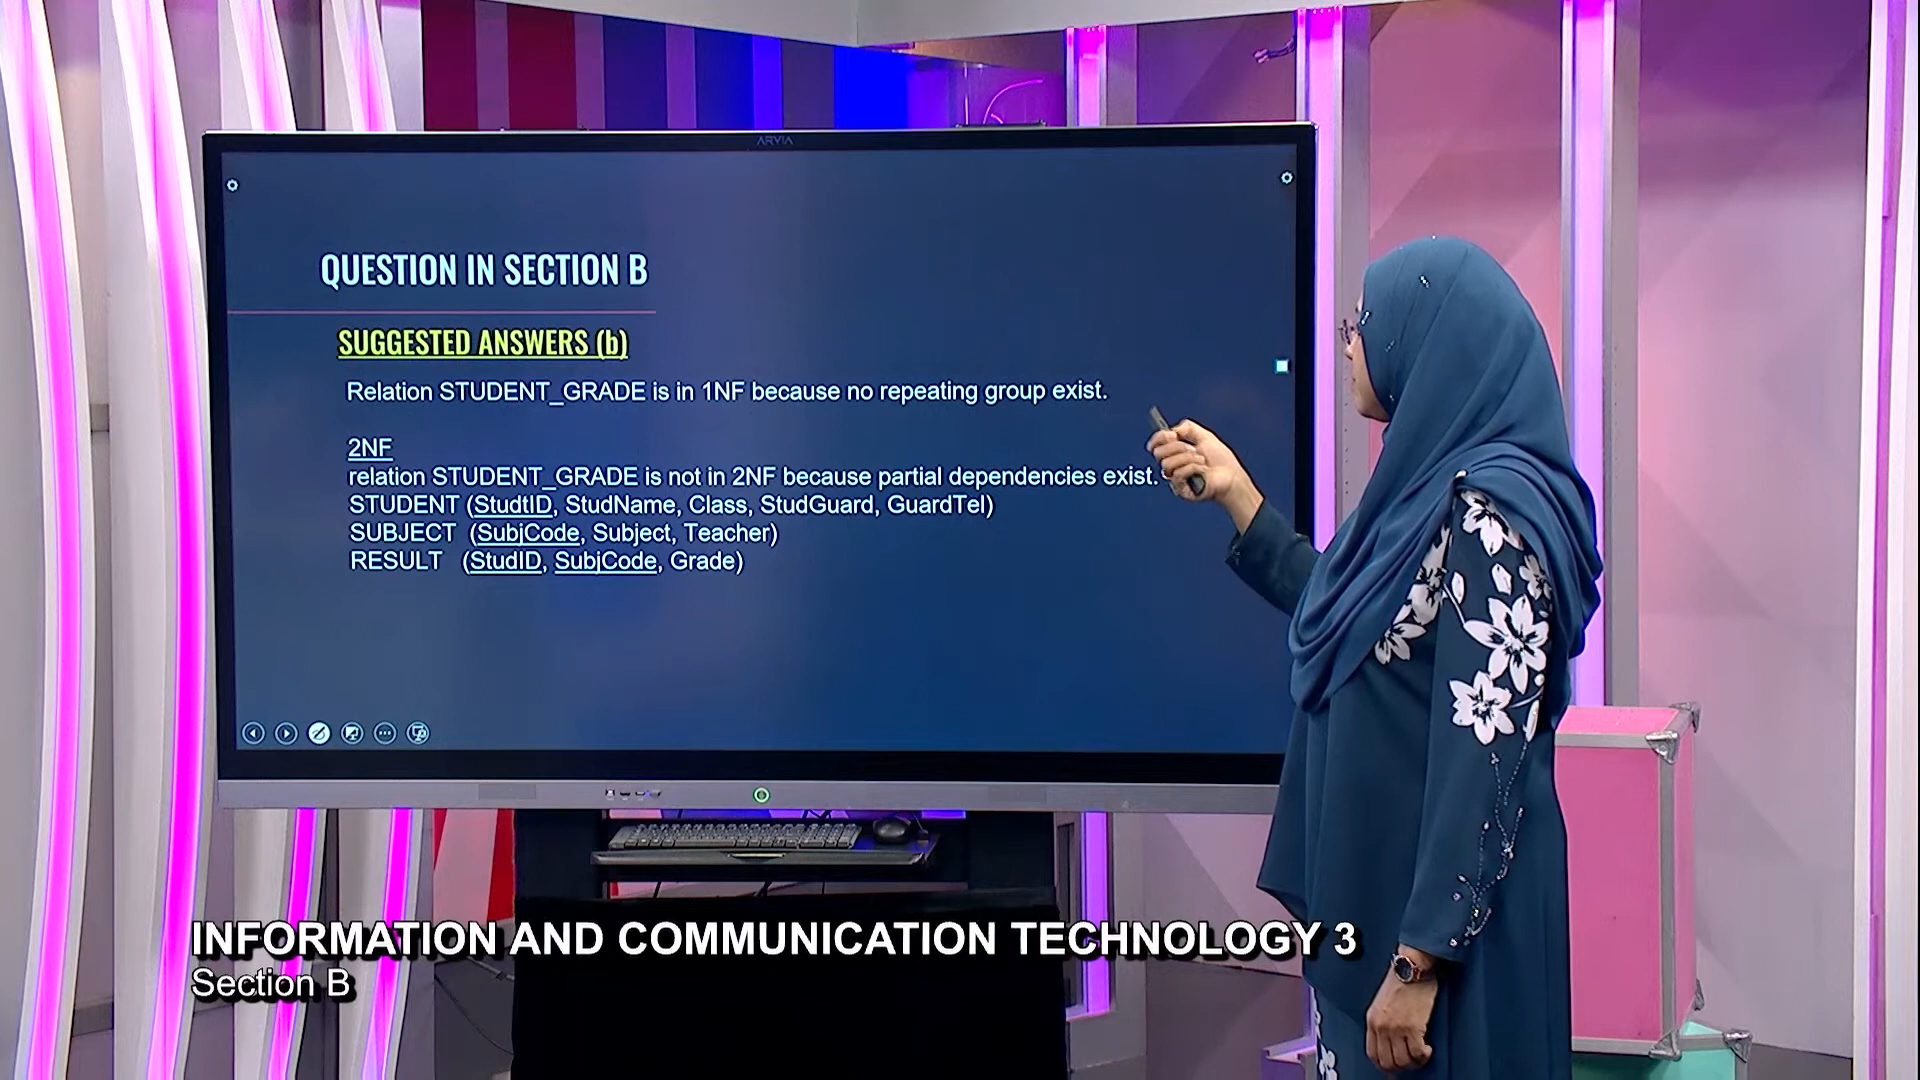 ARVIA
QUESTION IN SECTION B
SUGGESTED ANSWERS (b)
Relation STUDENT_GRADE is in 1NF because no repeating group exist.
2NF
relation STUDENT_GRADE is not in 2NF because partial dependencies exist.
STUDENT (StudtID, StudName, Class, StudGuard, GuardTel)
SUBJECT (SubjCode, Subject, Teacher)
RESULT (StudID, SubjCode, Grade)
INFORMATION AND COMMUNICATION TECHNOLOGY 3
Section B